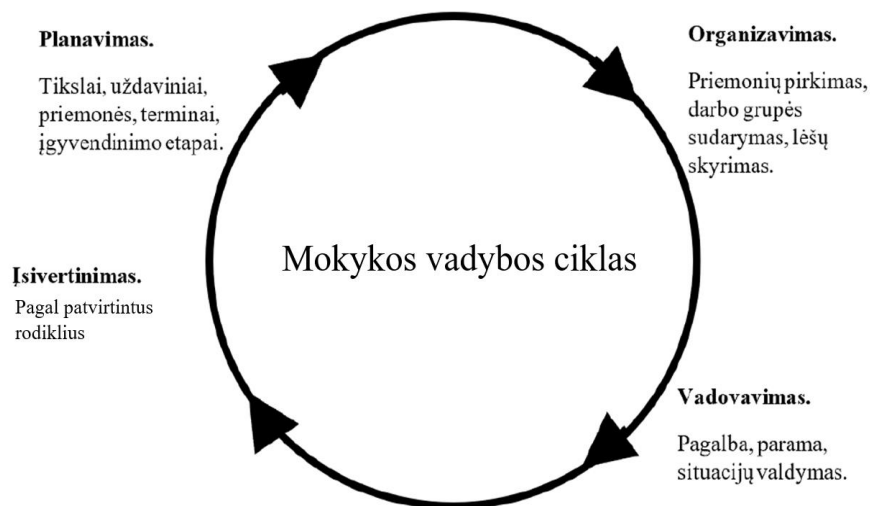 Planavimas.
Tikslai, uždaviniai,
priemonės, terminai,
įgyvendinimo etapai.
Organizavimas.
Priemonių pirkimas,
darbo grupės
sudarymas, lėšų
skyrimas.
Mokykos vadybos ciklas
Įsivertinimas.
Pagal patvirtintus
rodiklius
Vadovavimas.
Pagalba, parama,
situacijų valdymas.